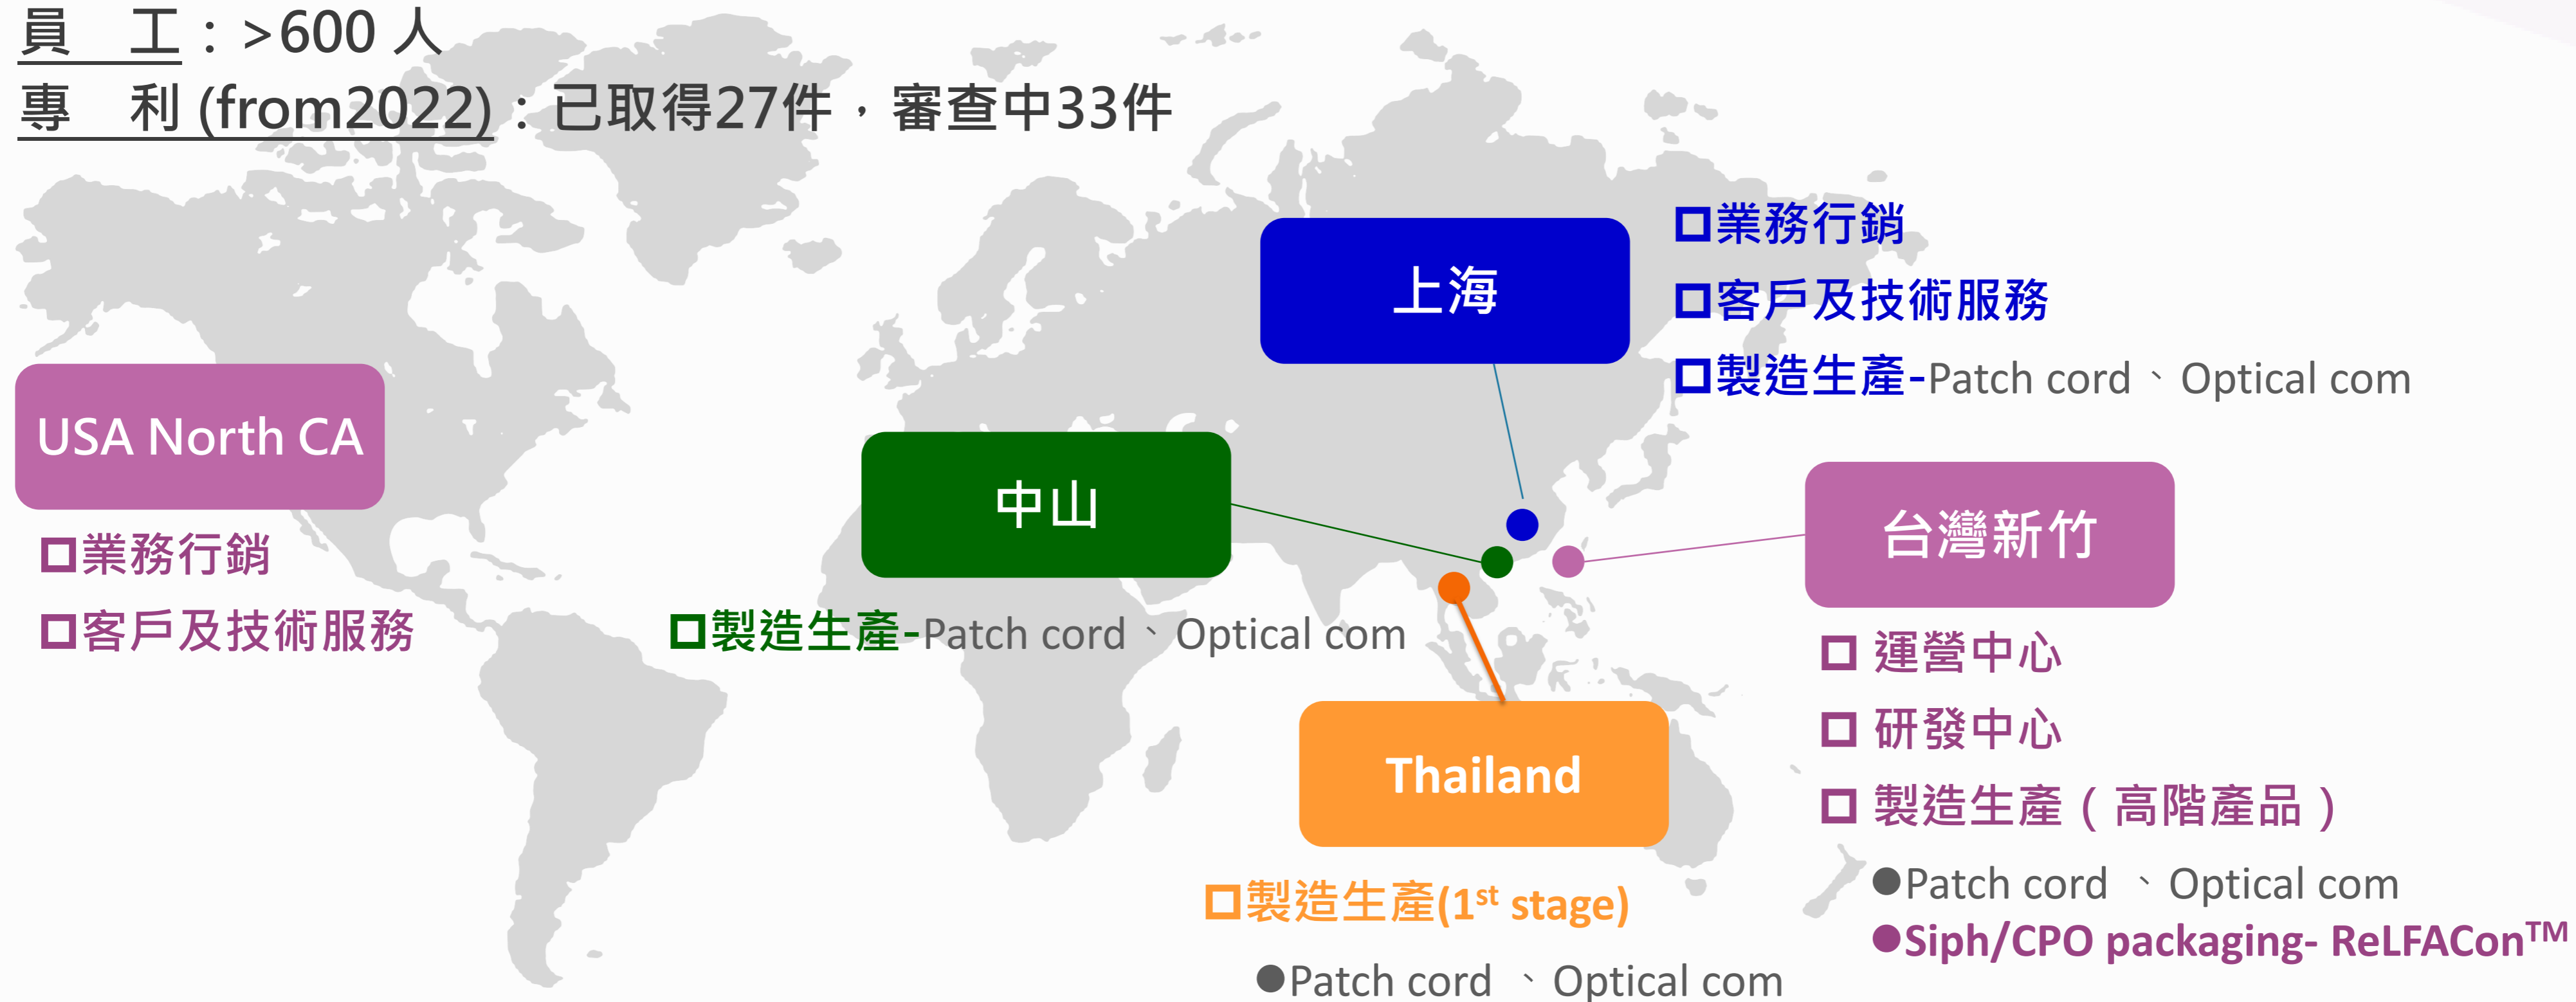 員 工：>600 人
專 利 (from2022)：已取得27件，審查中33件
上海
□業務行銷
□客戶及技術服務
□製造生產-Patch cord、Optical com
USA North CA
□業務行銷
□客戶及技術服務
中山
□製造生產-Patch cord、Optical com
台灣新竹
□ 運營中心
□ 研發中心
□ 製造生產（高階產品）
●Patch cord 、Optical com
●Siph/CPO packaging- ReLFACon™
Thailand
□製造生產(1st stage)
●Patch cord 、Optical com